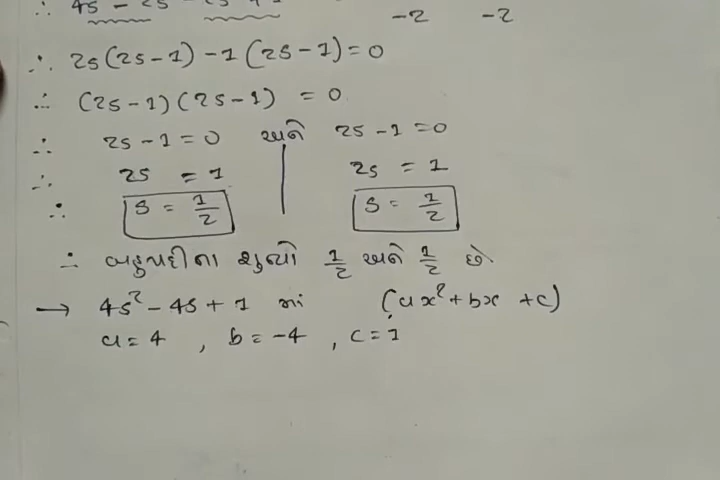 -2 -2
∴ 2s(2s-1) -1(2s-1)=0
∴ (2s-1)(2s-1) = 0
∴ 2s-1=0 અને 2s-1=0
∴ 2s = 1 2s = 1
∴ s = 1/2 s = 1/2
∴ બહુપદીના શુન્યો 1/2 અને 1/2 છે
→ 4s²-4s+1 માં (ax²+bx+c)
a=4, b=-4, c=1